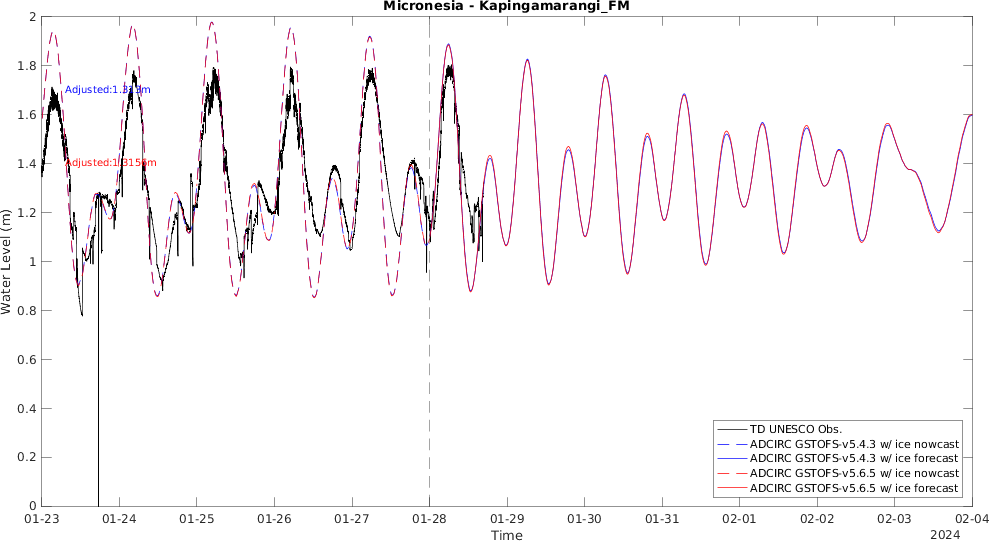 Micronesia - Kapingamarangi_FM
2
1.8
1.6
1.4
1.2
1
0.8
0.6
0.4
0.2
0
Water Level (m)
Adjusted:1.312m
Adjusted:1.3156m
TD UNESCO Obs.
ADCIRC GSTOFS-v5.4.3 w/ ice nowcast
ADCIRC GSTOFS-v5.4.3 w/ ice forecast
ADCIRC GSTOFS-v5.6.5 w/ ice nowcast
ADCIRC GSTOFS-v5.6.5 w/ ice forecast
01-23 01-24 01-25 01-26 01-27 01-28 01-29 01-30 01-31 02-01 02-02 02-03 02-04
Time
2024